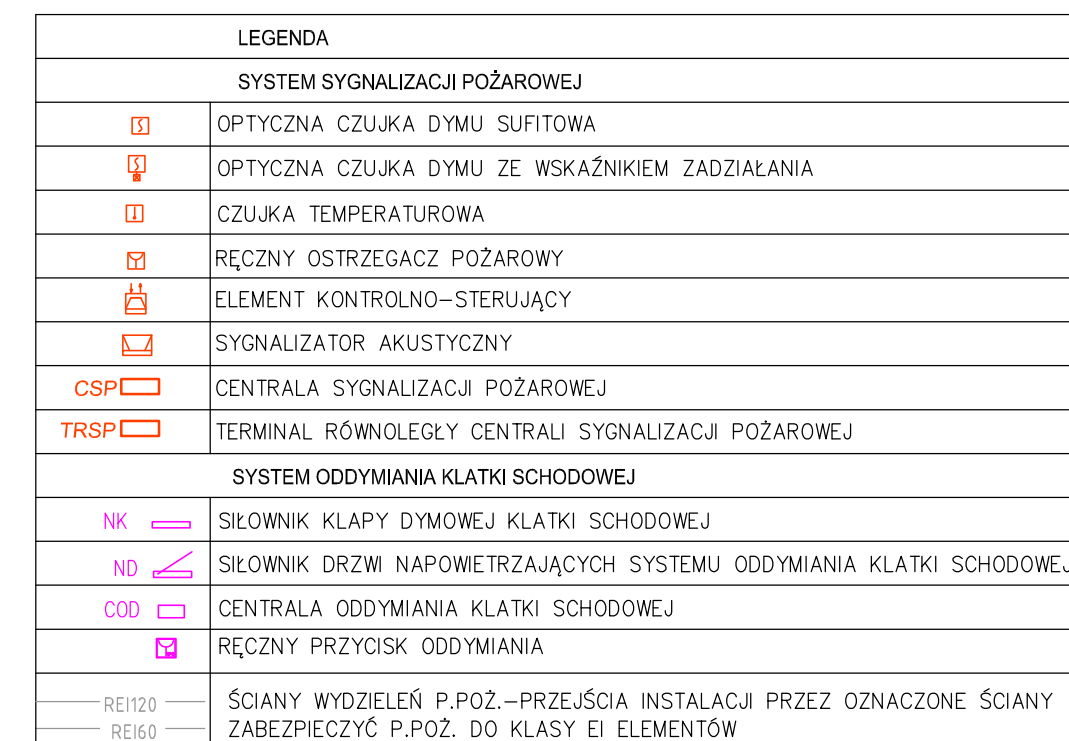 LEGENDA
SYSTEM SYGNALIZACJI POŻAROWEJ
OPTYCZNA CZUJKA DYMU SUFITOWA
OPTYCZNA CZUJKA DYMU ZE WSKAŹNIKIEM ZADZIAŁANIA
CZUJKA TEMPERATUROWA
RĘCZNY OSTRZEGACZ POŻAROWY
ELEMENT KONTROLNO-STERUJĄCY
SYGNALIZATOR AKUSTYCZNY
CSP CENTRALA SYGNALIZACJI POŻAROWEJ
TRSP TERMINAL RÓWNOLEGŁY CENTRALI SYGNALIZACJI POŻAROWEJ
SYSTEM ODDYMIANIA KLATKI SCHODOWEJ
NK SIŁOWNIK KLAPY DYMOWEJ KLATKI SCHODOWEJ
ND SIŁOWNIK DRZWI NAPOWIETRZAJĄCYCH SYSTEMU ODDYMIANIA KLATKI SCHODOWEJ
COD CENTRALA ODDYMIANIA KLATKI SCHODOWEJ
RĘCZNY PRZYCISK ODDYMIANIA
REI120 ŚCIANY WYDZIELEŃ P.POŻ.-PRZEJŚCIA INSTALACJI PRZEZ OZNACZONE ŚCIANY
REI60 ZABEZPIECZYĆ P.POŻ. DO KLASY EI ELEMENTÓW